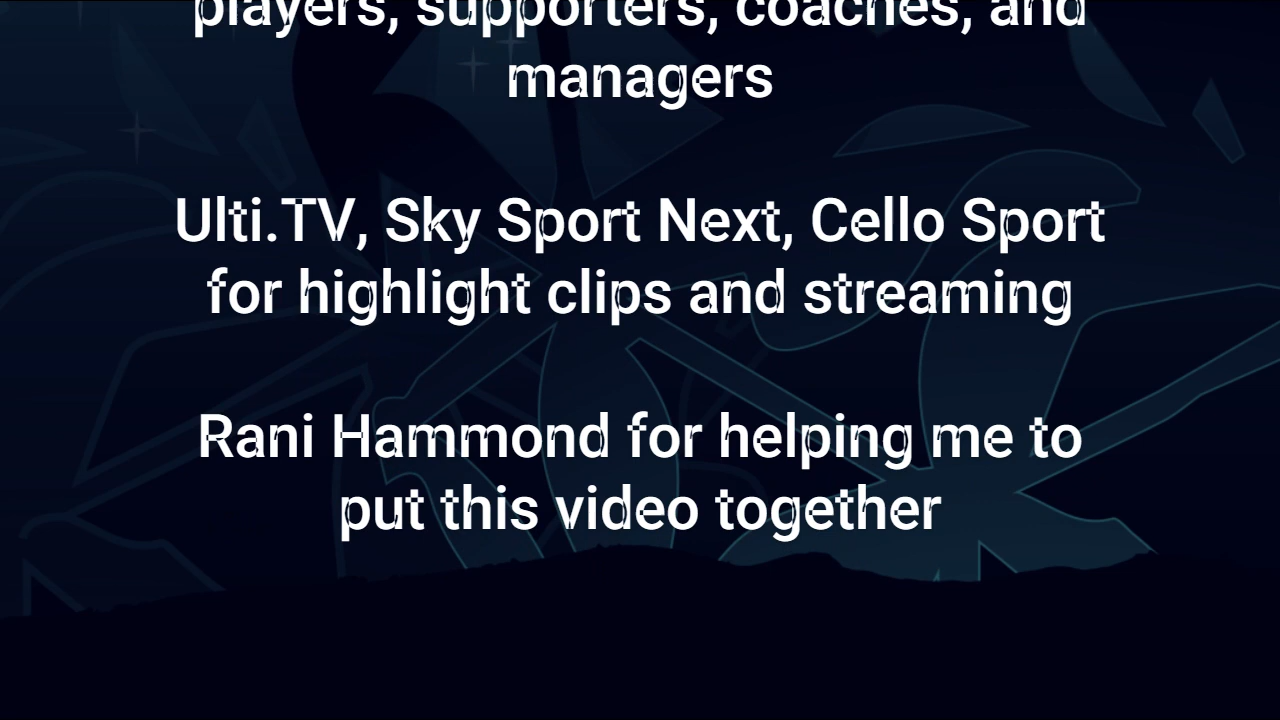 players, supporters, coaches, and
managers
Ulti.TV, Sky Sport Next, Cello Sport
for highlight clips and streaming
Rani Hammond for helping me to
put this video together